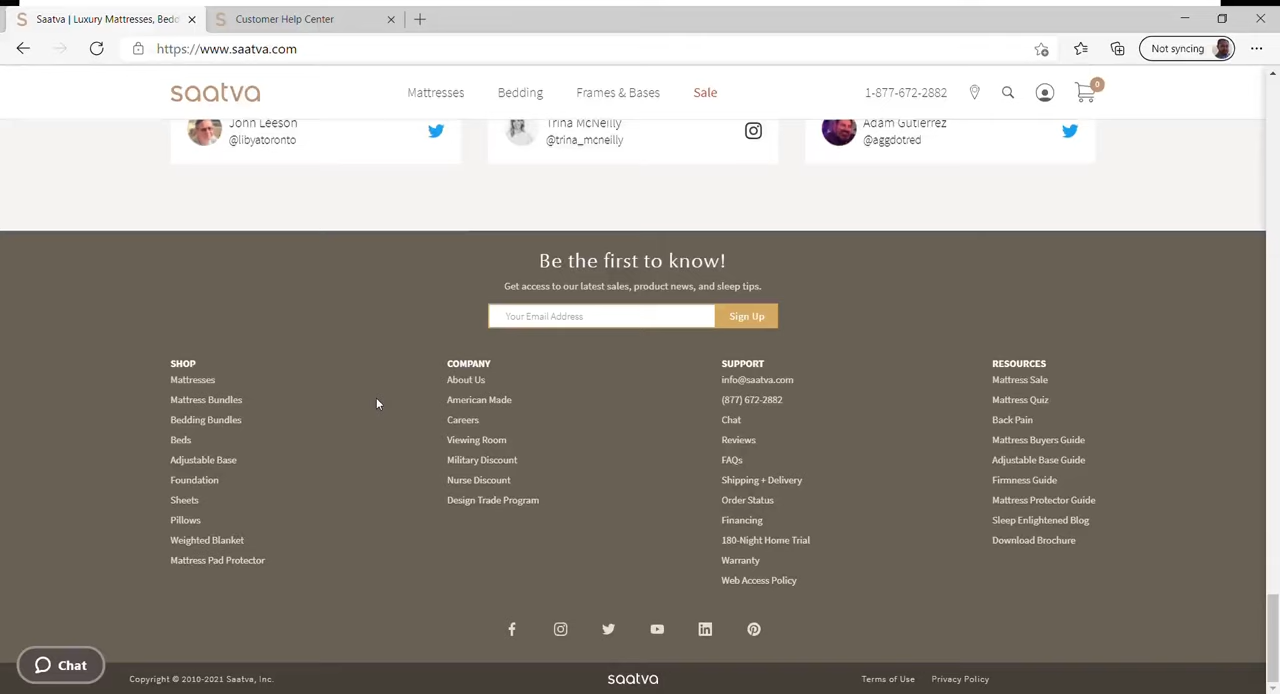 Saatva | Luxury Mattresses, Bedd
Customer Help Center
https://www.saatva.com
Not syncing
saatva
Mattresses
Bedding
Frames & Bases
Sale
1-877-672-2882
0
John Leeson
@libyatoronto
Trina McNeilly
@trina_mcneilly
Adam Gutierrez
@aggdotred
Be the first to know!
Get access to our latest sales, product news, and sleep tips.
Your Email Address
Sign Up
SHOP
Mattresses
Mattress Bundles
Bedding Bundles
Beds
Adjustable Base
Foundation
Sheets
Pillows
Weighted Blanket
Mattress Pad Protector
COMPANY
About Us
American Made
Careers
Viewing Room
Military Discount
Nurse Discount
Design Trade Program
SUPPORT
info@saatva.com
(877) 672-2882
Chat
Reviews
FAQs
Shipping + Delivery
Order Status
Financing
180-Night Home Trial
Warranty
Web Access Policy
RESOURCES
Mattress Sale
Mattress Quiz
Back Pain
Mattress Buyers Guide
Adjustable Base Guide
Firmness Guide
Mattress Protector Guide
Sleep Enlightened Blog
Download Brochure
Chat
Copyright © 2010-2021 Saatva, Inc.
saatva
Terms of Use
Privacy Policy